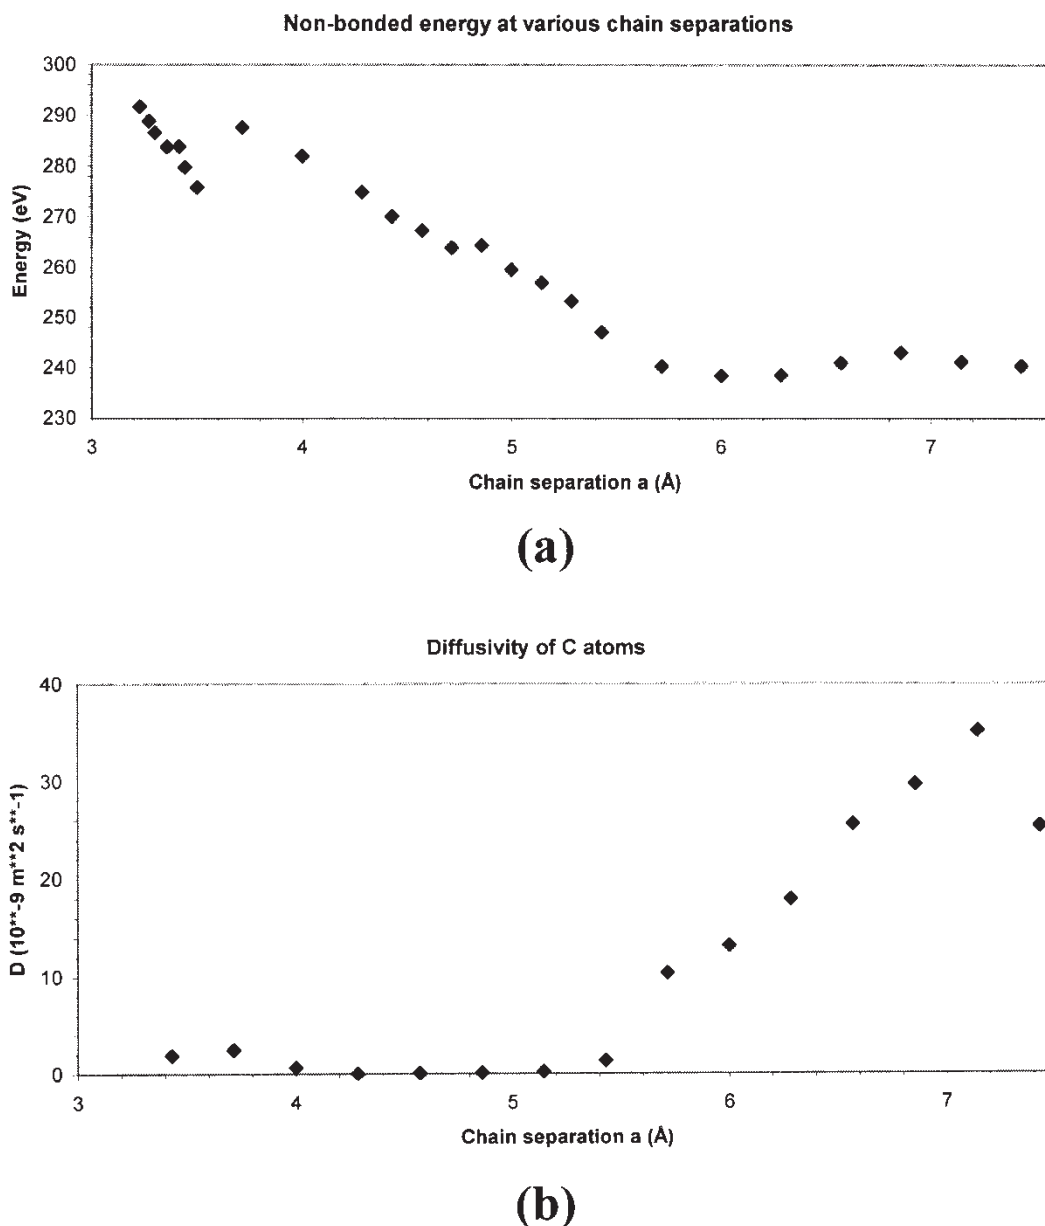 Non-bonded energy at various chain separations
300
290
280
270
260
250
240
230
Energy (eV)
3 4 5 6 7
Chain separation a (Å)
(a)
Diffusivity of C atoms
40
30
20
10
0
D (10**-9 m**2 s**-1)
3 4 5 6 7
Chain separation a (Å)
(b)